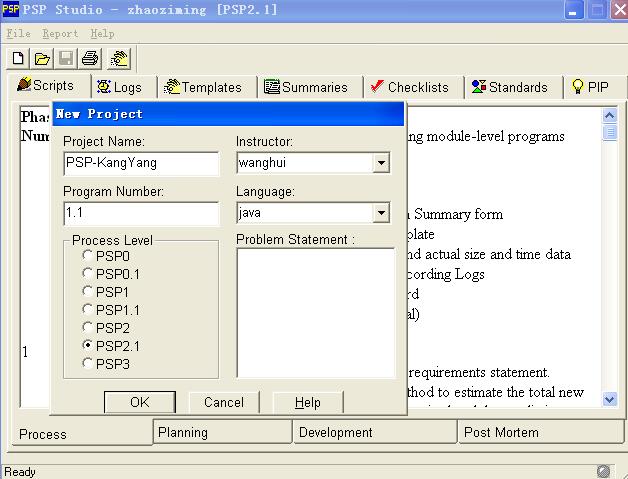 PSP PSP Studio - zhaoziming [PSP2.1]
File Report Help
Scripts Logs Templates Summaries Checklists Standards PIP
Phas
Num
New Project
Project Name:
Instructor:
PSP-KangYang
wanghui
Program Number:
Language:
1.1
java
Process Level
PSP0
PSP0.1
PSP1
PSP1.1
PSP2
PSP2.1
PSP3
Problem Statement :
OK Cancel Help
ng module-level programs
Summary form
plate
nd actual size and time data
cording Logs
rd
al)
1
requirements statement.
thod to estimate the total new
Process Planning Development Post Mortem
Ready